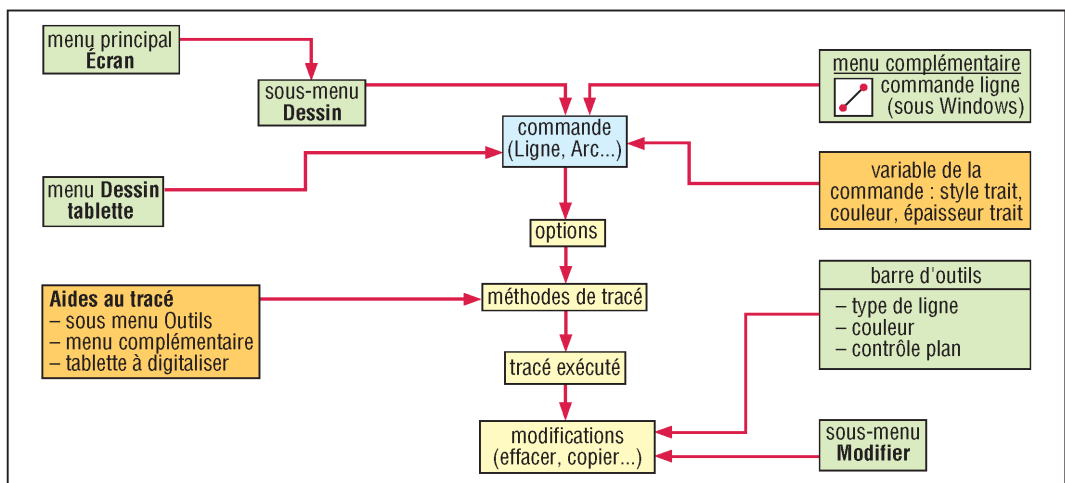 menu principal
Écran
sous-menu
Dessin
menu complémentaire
commande ligne
(sous Windows)
commande
(Ligne, Arc...)
menu Dessin
tablette
variable de la
commande : style trait,
couleur, épaisseur trait
options
Aides au tracé
– sous menu Outils
– menu complémentaire
– tablette à digitaliser
méthodes de tracé
barre d'outils
– type de ligne
– couleur
– contrôle plan
tracé exécuté
modifications
(effacer, copier...)
sous-menu
Modifier